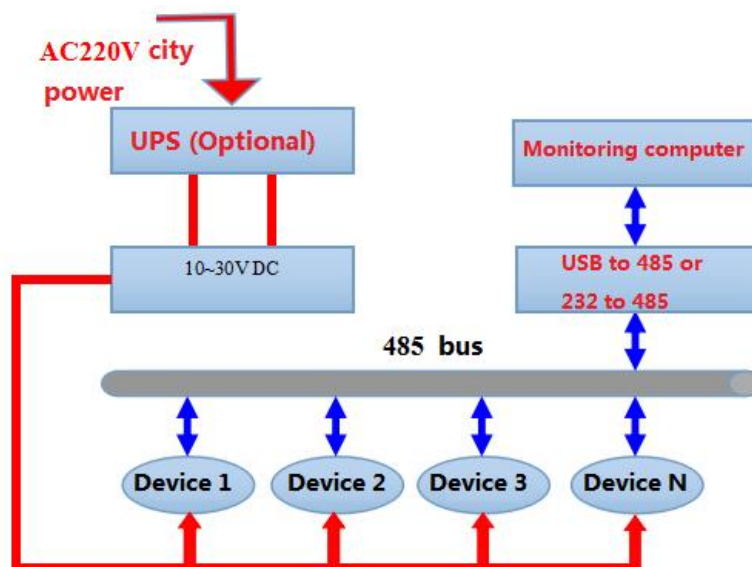 AC220V city
power
UPS (Optional)
Monitoring computer
10~30V DC
USB to 485 or
232 to 485
485 bus
Device 1
Device 2
Device 3
Device N